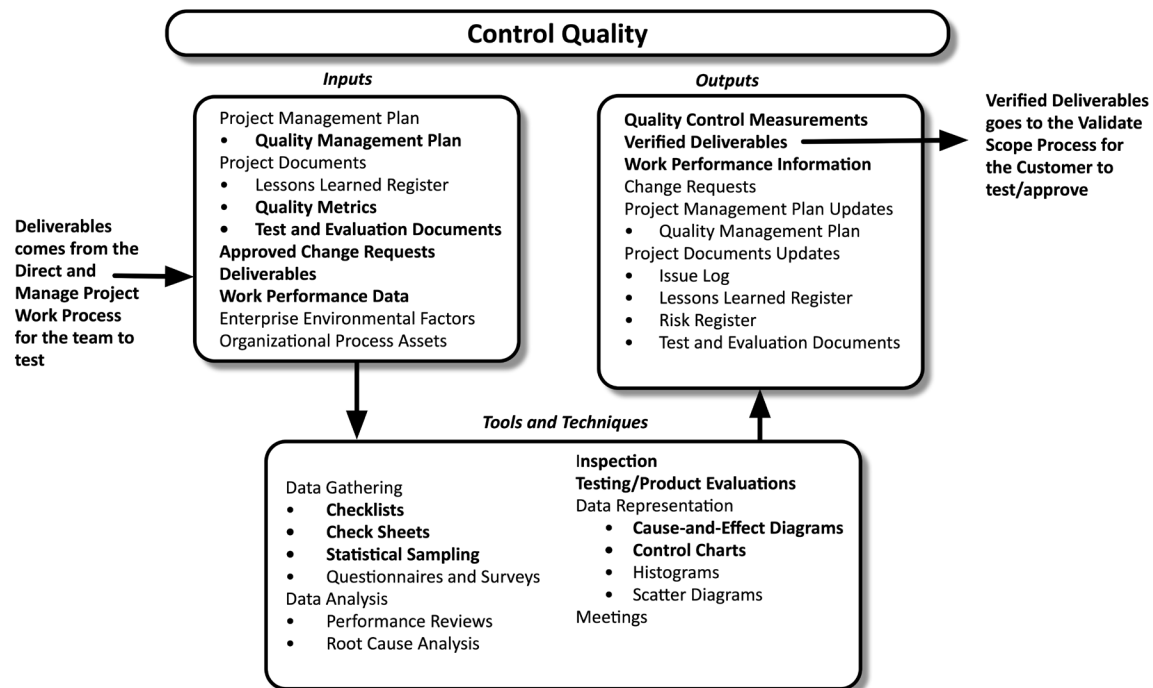 Control Quality
Inputs
Project Management Plan
• Quality Management Plan
Project Documents
• Lessons Learned Register
• Quality Metrics
• Test and Evaluation Documents
Approved Change Requests
Deliverables
Work Performance Data
Enterprise Environmental Factors
Organizational Process Assets
Deliverables
comes from the
Direct and
Manage Project
Work Process
for the team to
test
Outputs
Quality Control Measurements
Verified Deliverables
Work Performance Information
Change Requests
Project Management Plan Updates
• Quality Management Plan
Project Documents Updates
• Issue Log
• Lessons Learned Register
• Risk Register
• Test and Evaluation Documents
Verified Deliverables
goes to the Validate
Scope Process for
the Customer to
test/approve
Tools and Techniques
Data Gathering
• Checklists
• Check Sheets
• Statistical Sampling
• Questionnaires and Surveys
Data Analysis
• Performance Reviews
• Root Cause Analysis
Inspection
Testing/Product Evaluations
Data Representation
• Cause-and-Effect Diagrams
• Control Charts
• Histograms
• Scatter Diagrams
Meetings